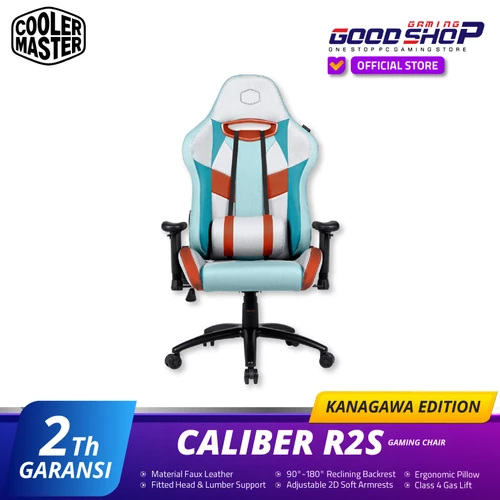 COOLER
MASTER
GAMING
GOODSHOP
ONE STOP PC GAMING STORE
OFFICIAL STORE
KANAGAWA EDITION
2Th
GARANSI
CALIBER R2S GAMING CHAIR
• Material Faux Leather
• Fitted Head & Lumber Support
• 90°-180° Reclining Backrest
• Adjustable 2D Soft Armrests
• Ergonomic Pillow
• Class 4 Gas Lift